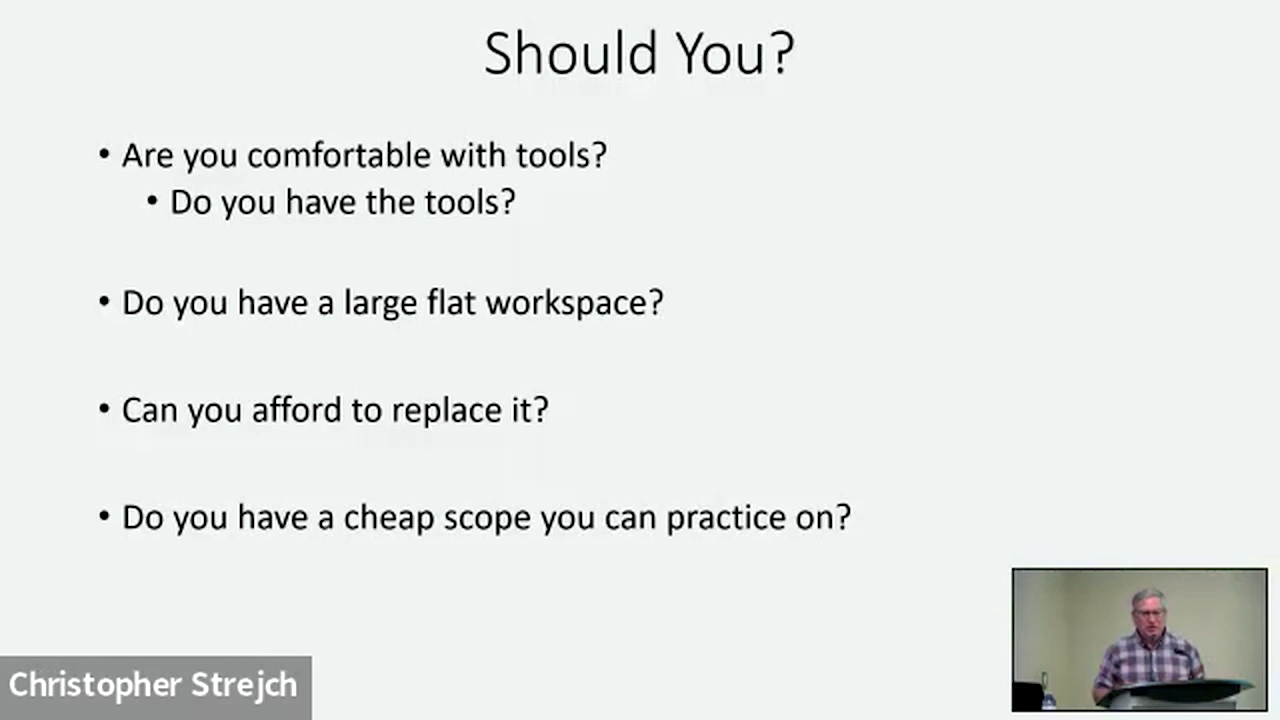 Should You?
• Are you comfortable with tools?
• Do you have the tools?
• Do you have a large flat workspace?
• Can you afford to replace it?
• Do you have a cheap scope you can practice on?
Christopher Strejch